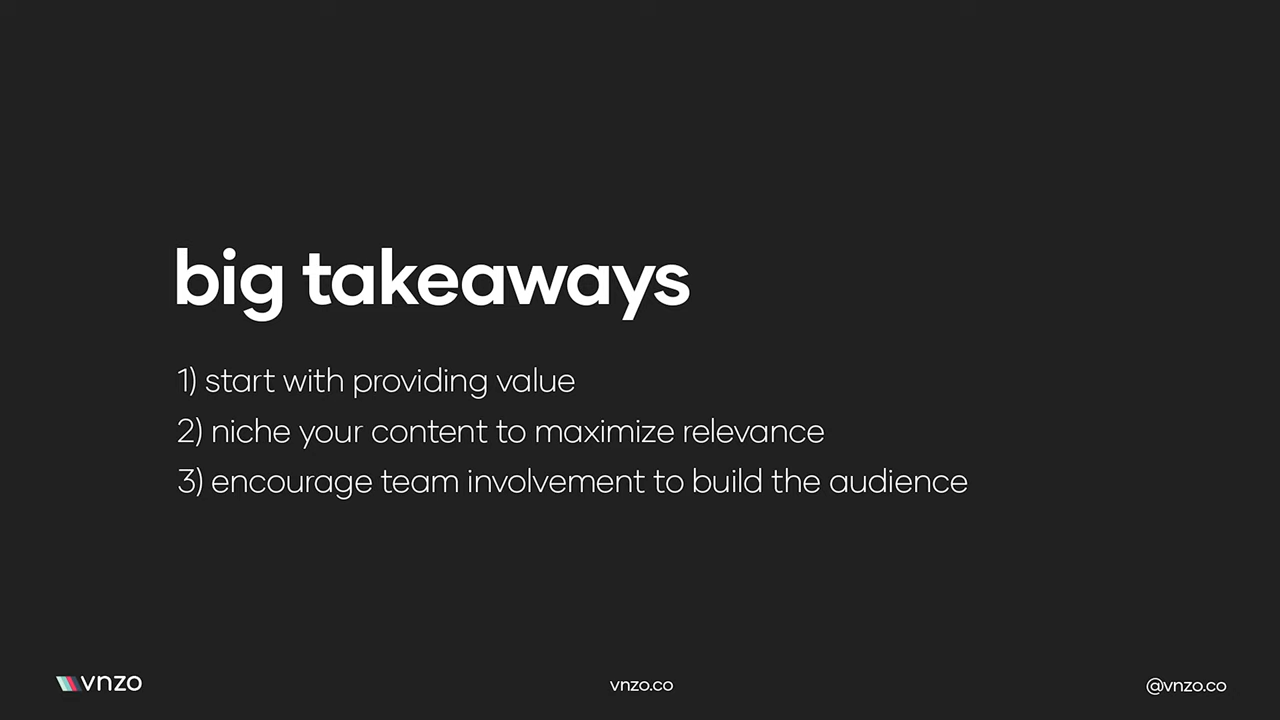 big takeaways
1) start with providing value
2) niche your content to maximize relevance
3) encourage team involvement to build the audience
vnzo
vnzo.co
@vnzo.co